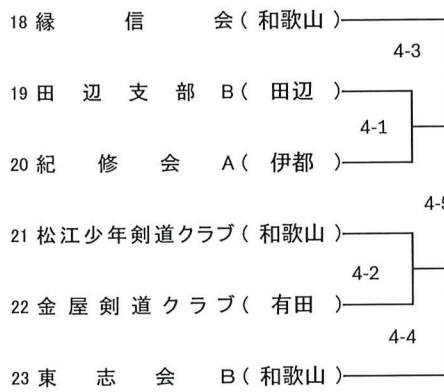 18 縁信会 ( 和歌山 )
4-3
19 田辺支部 B ( 田辺 )
4-1
20 紀修会 A ( 伊都 )
4-5
21 松江少年剣道クラブ ( 和歌山 )
4-2
22 金屋剣道クラブ ( 有田 )
4-4
23 東志会 B ( 和歌山 )